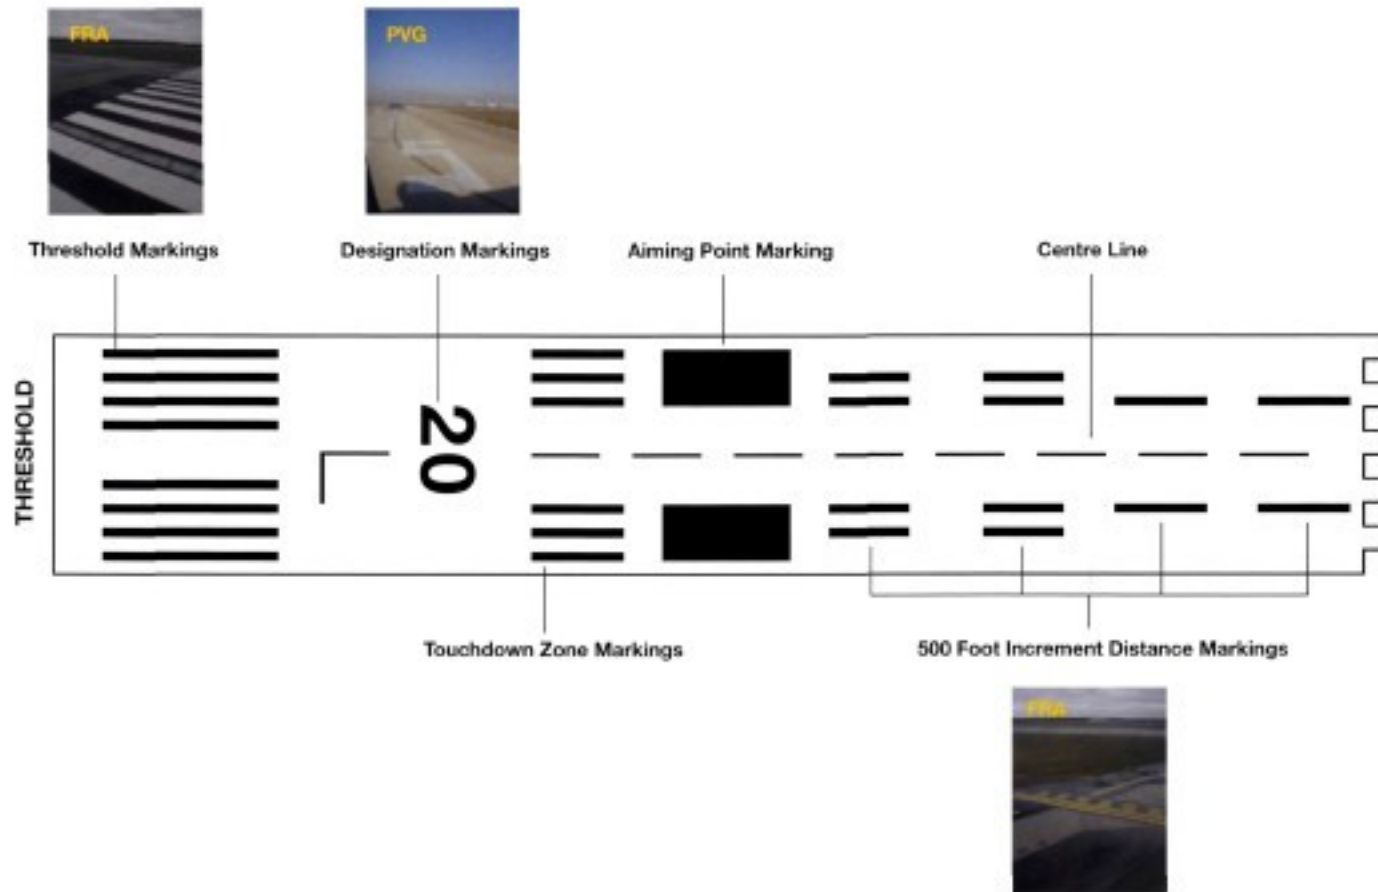 FRA
PVG
Threshold Markings
Designation Markings
Aiming Point Marking
Centre Line
THRESHOLD
20
L
Touchdown Zone Markings
500 Foot Increment Distance Markings
FRA